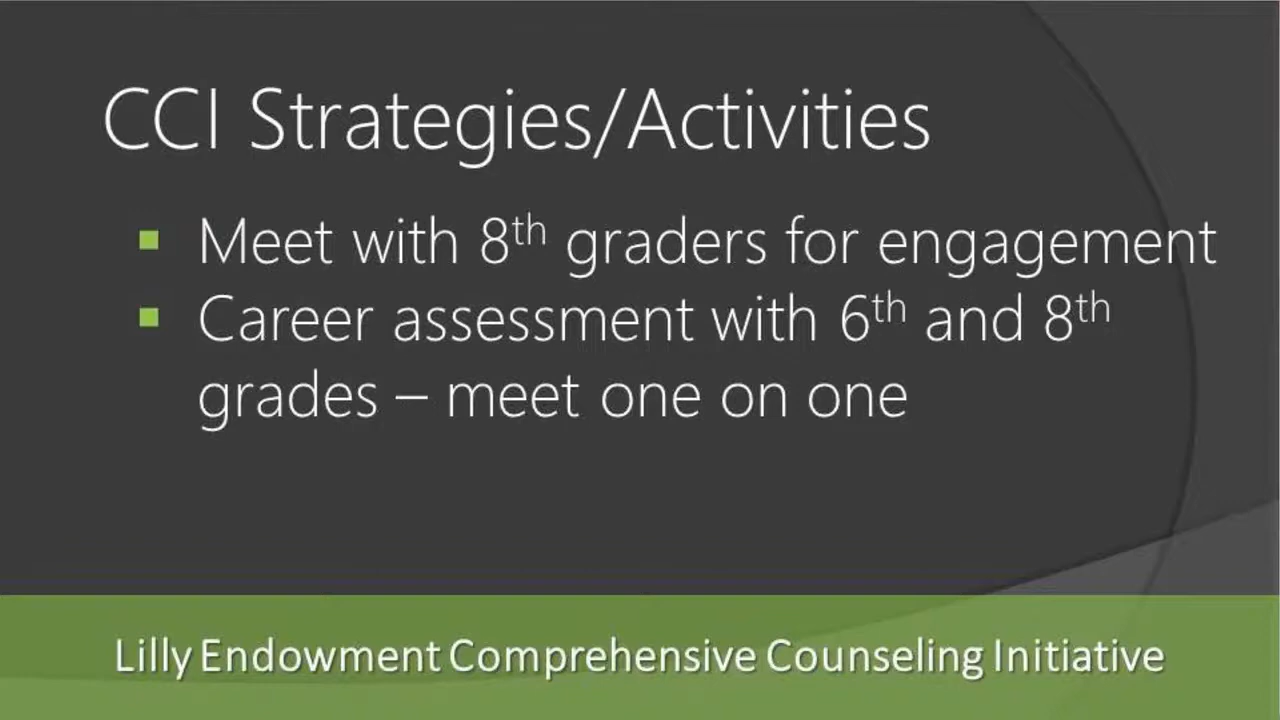 CCI Strategies/Activities
▪ Meet with 8th graders for engagement
▪ Career assessment with 6th and 8th
grades – meet one on one
Lilly Endowment Comprehensive Counseling Initiative